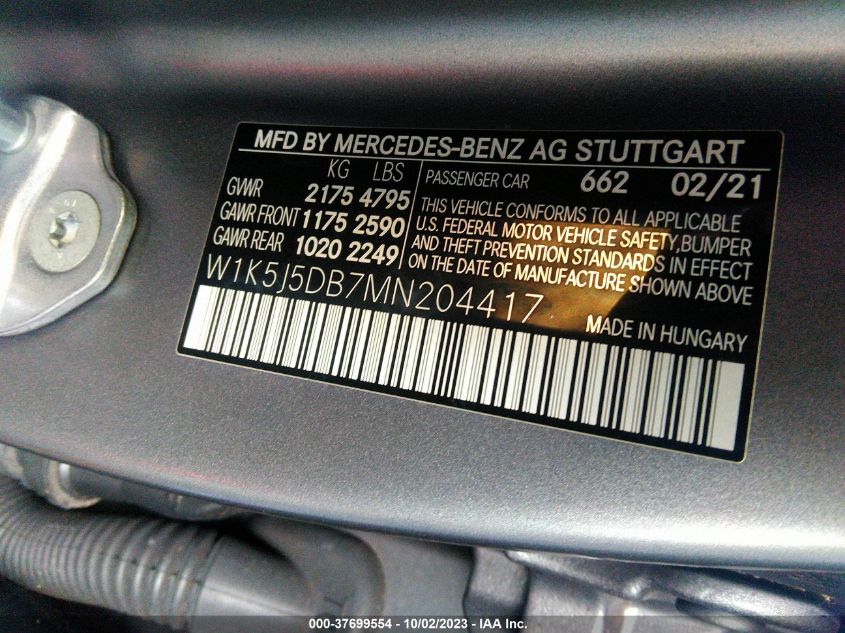 MFD BY MERCEDES-BENZ AG STUTTGART
KG LBS
GVWR 2175 4795
GAWR FRONT 1175 2590
GAWR REAR 1020 2249
PASSENGER CAR 662 02/21
THIS VEHICLE CONFORMS TO ALL APPLICABLE
U.S. FEDERAL MOTOR VEHICLE SAFETY, BUMPER
AND THEFT PREVENTION STANDARDS IN EFFECT
ON THE DATE OF MANUFACTURE SHOWN ABOVE
W1K5J5DB7MN204417
MADE IN HUNGARY
000-37699554 - 10/02/2023 - IAA Inc.